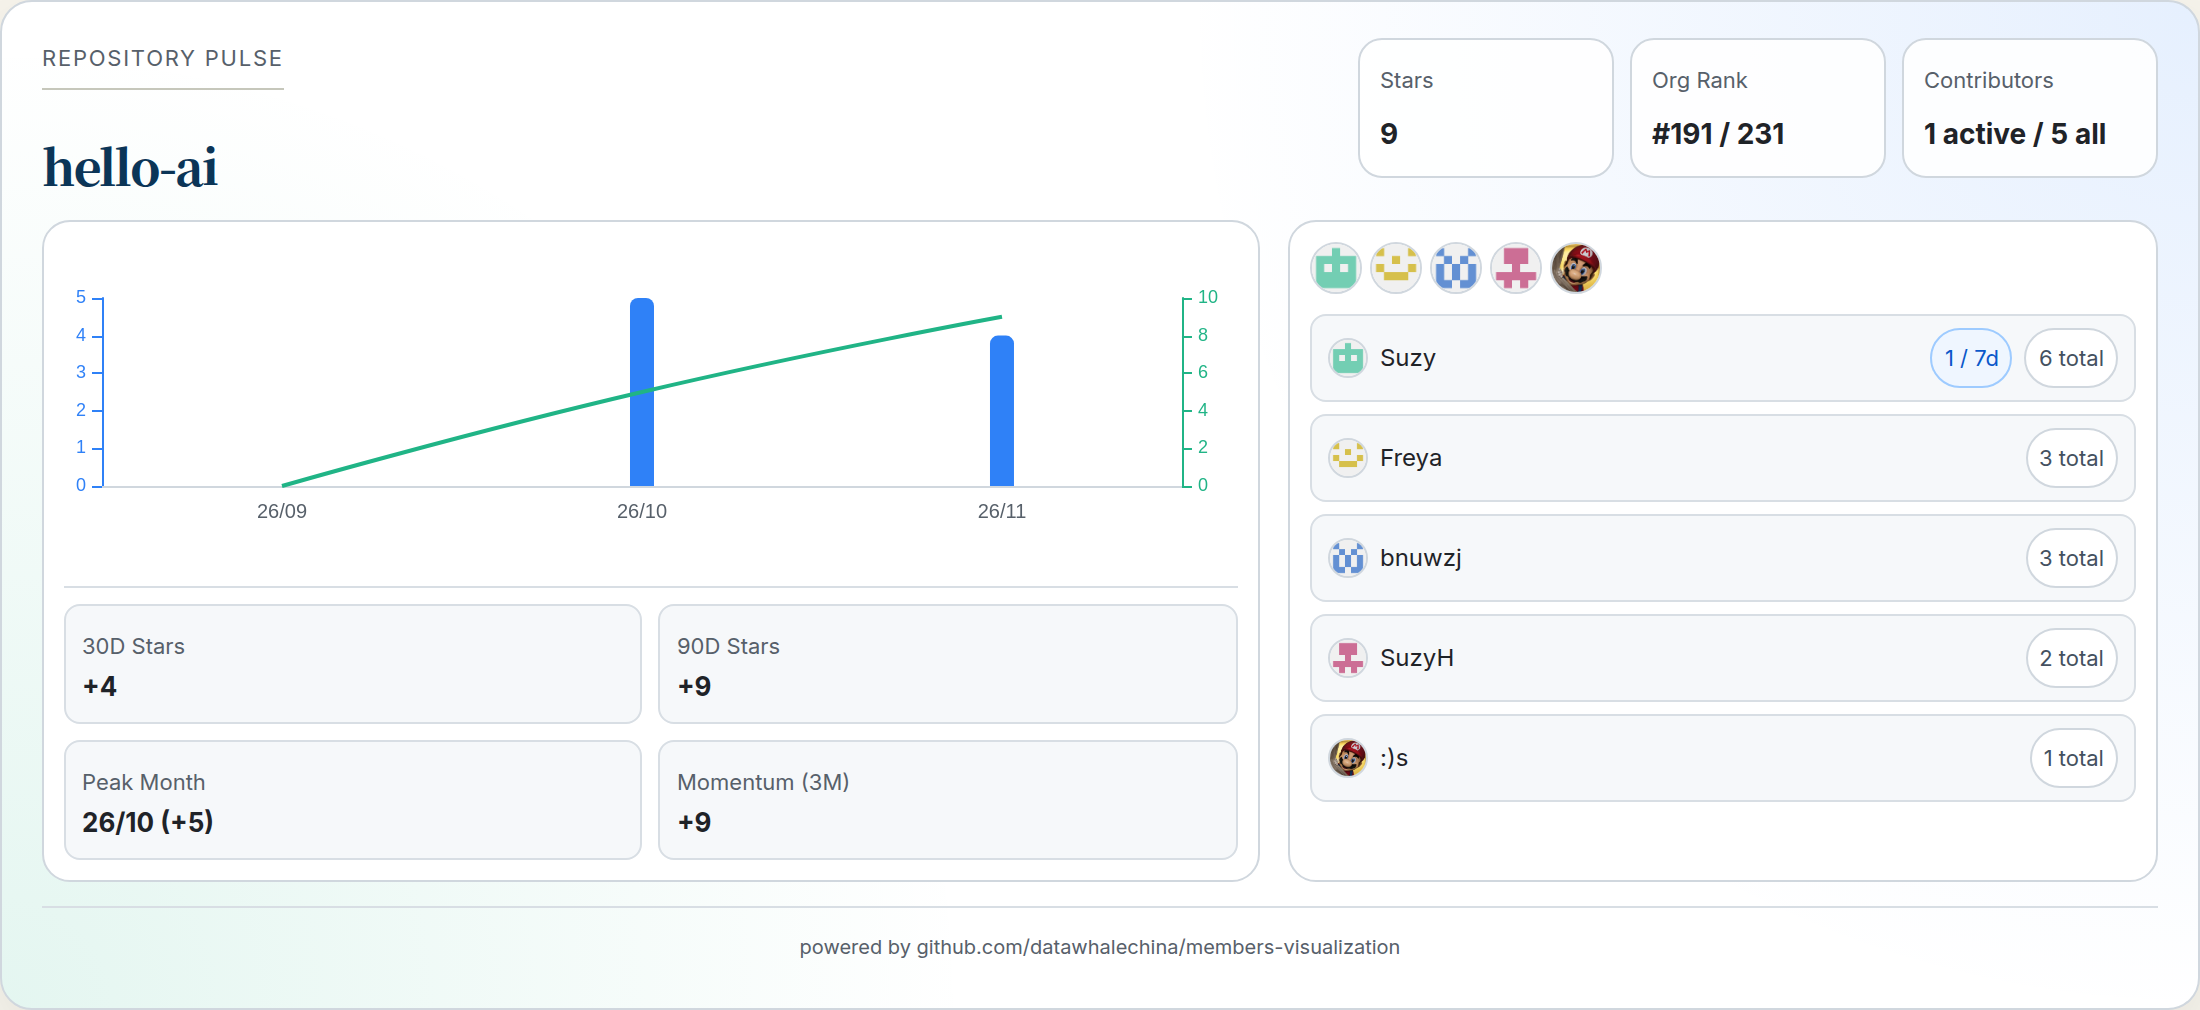 REPOSITORY PULSE
hello-ai
Stars
9
Org Rank
#191 / 231
Contributors
1 active / 5 all
5
4
3
2
1
0
10
8
6
4
2
0
26/09
26/10
26/11
30D Stars
+4
90D Stars
+9
Peak Month
26/10 (+5)
Momentum (3M)
+9
Suzy
1 / 7d
6 total
Freya
3 total
bnuwzj
3 total
SuzyH
2 total
:)s
1 total
powered by github.com/datawhalechina/members-visualization